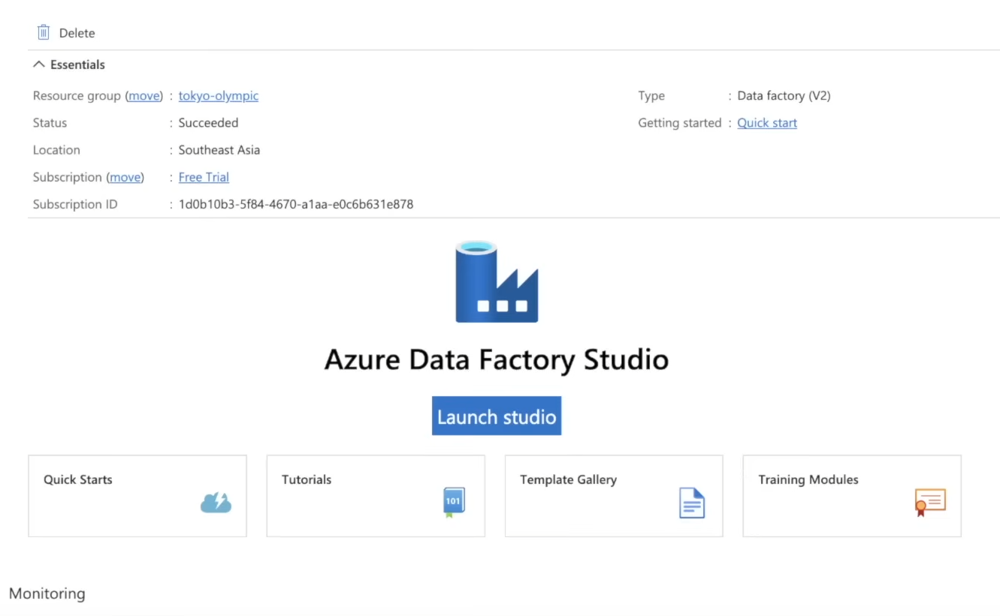 Delete
Essentials
Resource group (move) : tokyo-olympic
Type : Data factory (V2)
Status : Succeeded
Getting started : Quick start
Location : Southeast Asia
Subscription (move) : Free Trial
Subscription ID : 1d0b10b3-5f84-4670-a1aa-e0c6b631e878
Azure Data Factory Studio
Launch studio
Quick Starts
Tutorials
101
Template Gallery
Training Modules
Monitoring